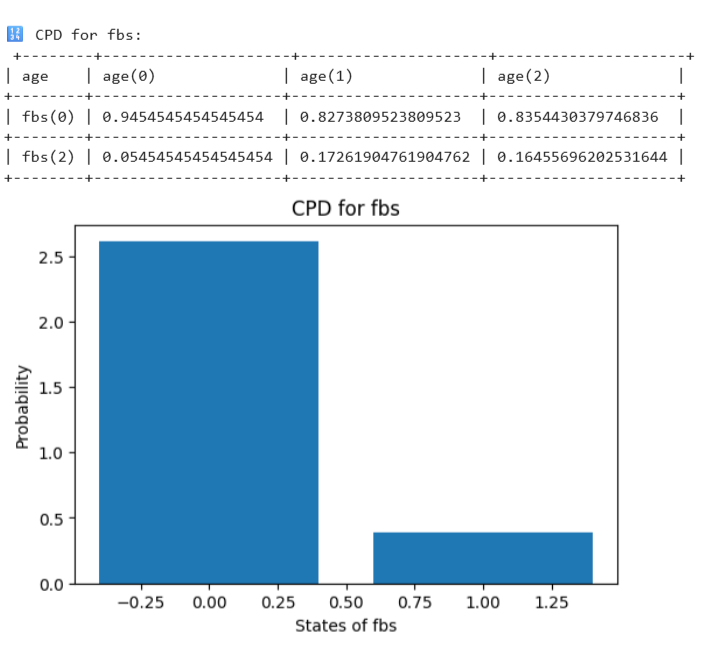 🔢 CPD for fbs:
+--------+---------------------+---------------------+---------------------+
| age    | age(0)              | age(1)              | age(2)              |
+--------+---------------------+---------------------+---------------------+
| fbs(0) | 0.9454545454545454  | 0.8273809523809523  | 0.8354430379746836  |
+--------+---------------------+---------------------+---------------------+
| fbs(2) | 0.05454545454545454 | 0.17261904761904762 | 0.16455696202531644 |
+--------+---------------------+---------------------+---------------------+
CPD for fbs
2.5
2.0
1.5
1.0
0.5
0.0
Probability
−0.25 0.00 0.25 0.50 0.75 1.00 1.25
States of fbs